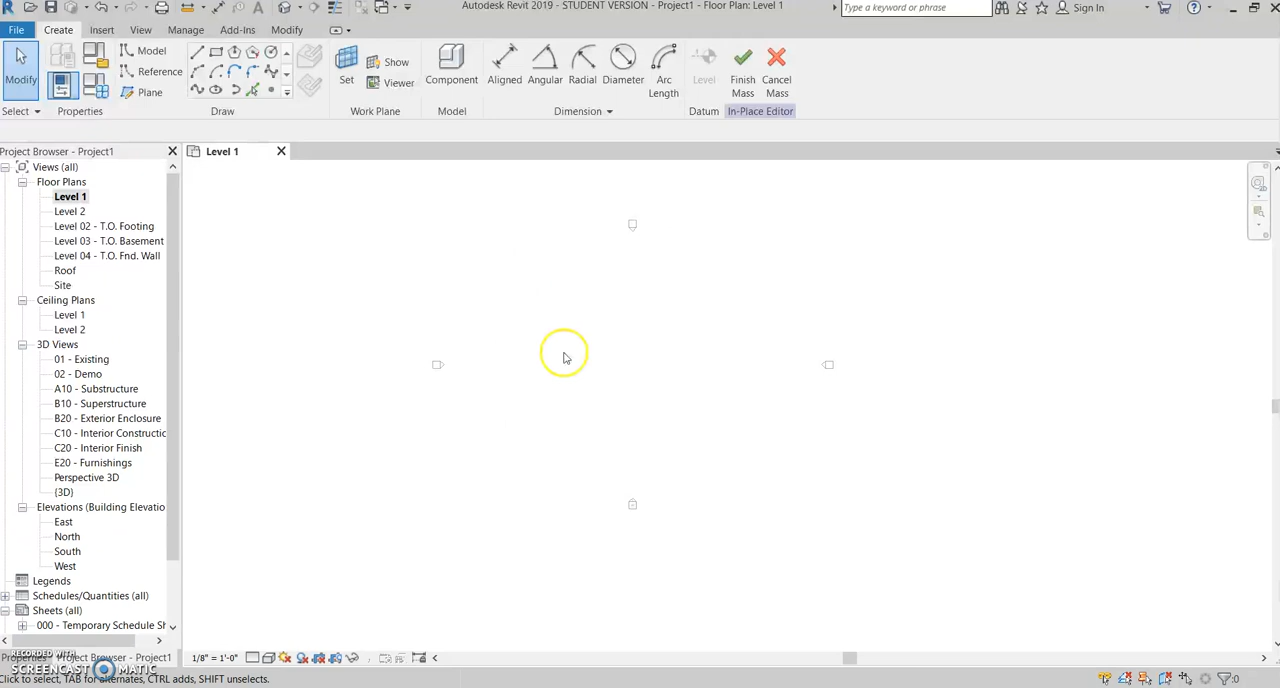 Autodesk Revit 2019 - STUDENT VERSION - Project1 - Floor Plan: Level 1
Type a keyword or phrase
Sign In
File
Create
Insert
View
Manage
Add-Ins
Modify
Modify
Model
Reference
Plane
Set
Show
Viewer
Component
Aligned
Angular
Radial
Diameter
Arc
Length
Level
Finish
Mass
Cancel
Mass
Select
Properties
Draw
Work Plane
Model
Dimension
Datum
In-Place Editor
Project Browser - Project1
Level 1
Views (all)
Floor Plans
Level 1
Level 2
Level 02 - T.O. Footing
Level 03 - T.O. Basement
Level 04 - T.O. Fnd. Wall
Roof
Site
Ceiling Plans
Level 1
Level 2
3D Views
01 - Existing
02 - Demo
A10 - Substructure
B10 - Superstructure
B20 - Exterior Enclosure
C10 - Interior Constructic
C20 - Interior Finish
E20 - Furnishings
Perspective 3D
{3D}
Elevations (Building Elevatio
East
North
South
West
Legends
Schedules/Quantities (all)
Sheets (all)
000 - Temporary Schedule Sh
RECORDED WITH
Properties
Project Browser - Project1
SCREENCAST MATIC
1/8" = 1'-0"
Click to select, TAB for alternates, CTRL adds, SHIFT unselects.
:0